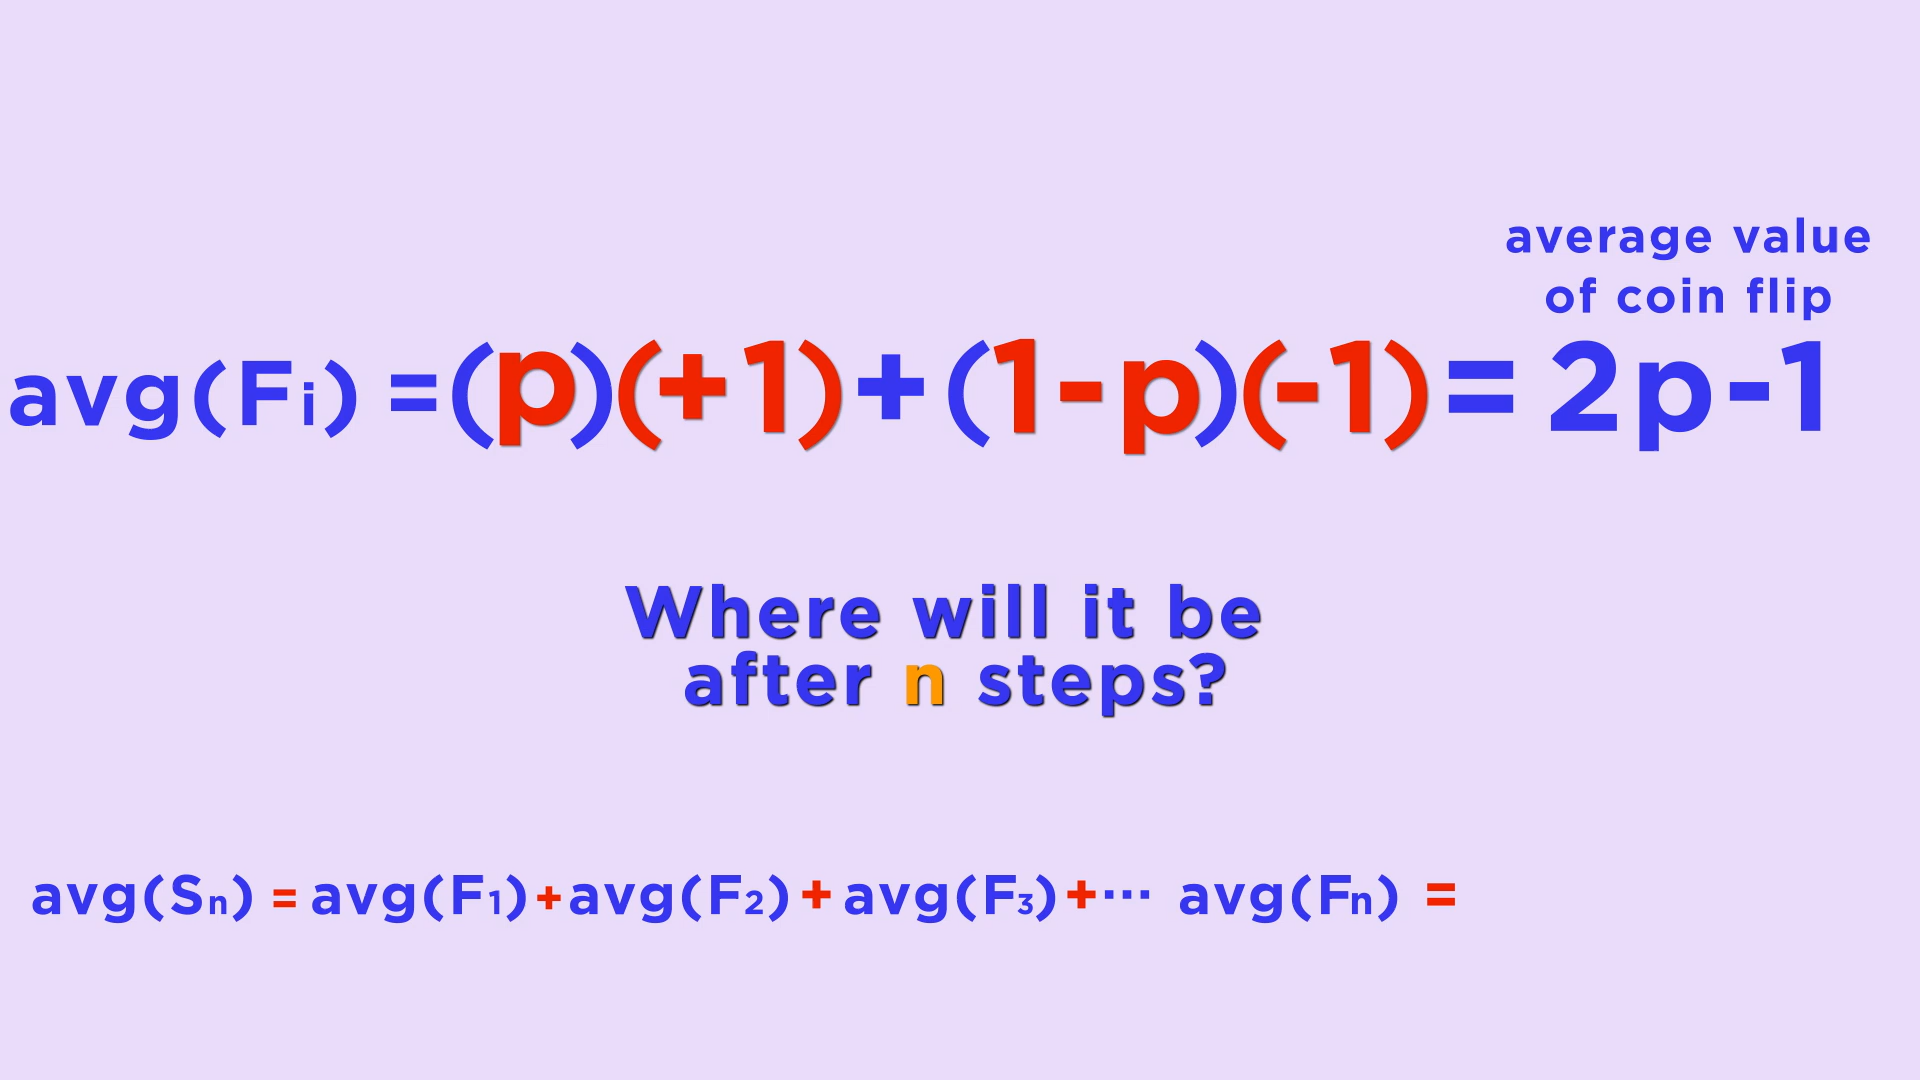 average value
of coin flip
avg(Fi) =(p)(+1)+(1-p)(-1)= 2p-1
Where will it be
after n steps?
avg(Sn) = avg(F1)+avg(F2)+avg(F3)+··· avg(Fn) =